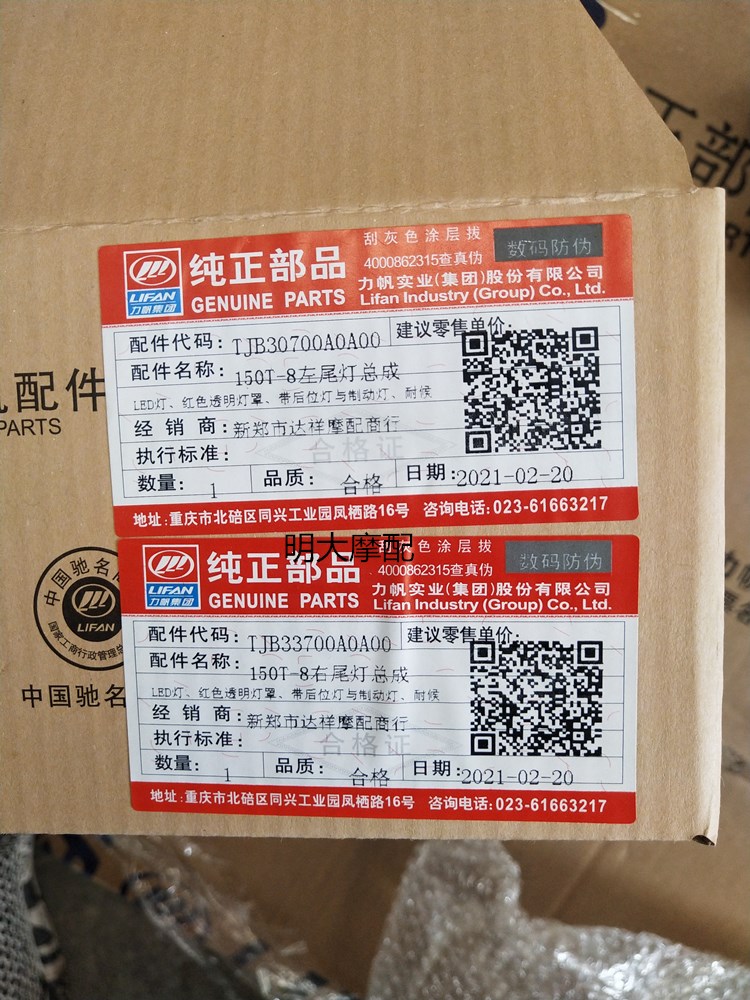 刮灰色涂层拔
数码防伪
纯正部品
4000862315查真伪
LIFAN
力帆集团
GENUINE PARTS
力帆实业(集团)股份有限公司
Lifan Industry (Group) Co., Ltd.
配件代码：TJB30700A0A00
建议零售单价：
配件名称：150T-8左尾灯总成
LED灯、红色透明灯罩、带后位灯与制动灯、耐候
经销商：新郑市达祥摩配商行
合格证
执行标准：
数量：1
品质：合格
日期：2021-02-20
地址：重庆市北碚区同兴工业园凤栖路16号 咨询电话：023-61663217
明大摩配
刮灰色涂层拔
数码防伪
纯正部品
4000862315查真伪
LIFAN
力帆集团
GENUINE PARTS
力帆实业(集团)股份有限公司
Lifan Industry (Group) Co., Ltd.
配件代码：TJB33700A0A00
建议零售单价：
配件名称：150T-8右尾灯总成
LED灯、红色透明灯罩、带后位灯与制动灯、耐候
经销商：新郑市达祥摩配商行
合格证
执行标准：
数量：1
品质：合格
日期：2021-02-20
地址：重庆市北碚区同兴工业园凤栖路16号 咨询电话：023-61663217
配件
PARTS
中国驰名
LIFAN
国家工商行政管理总
中国驰名
部